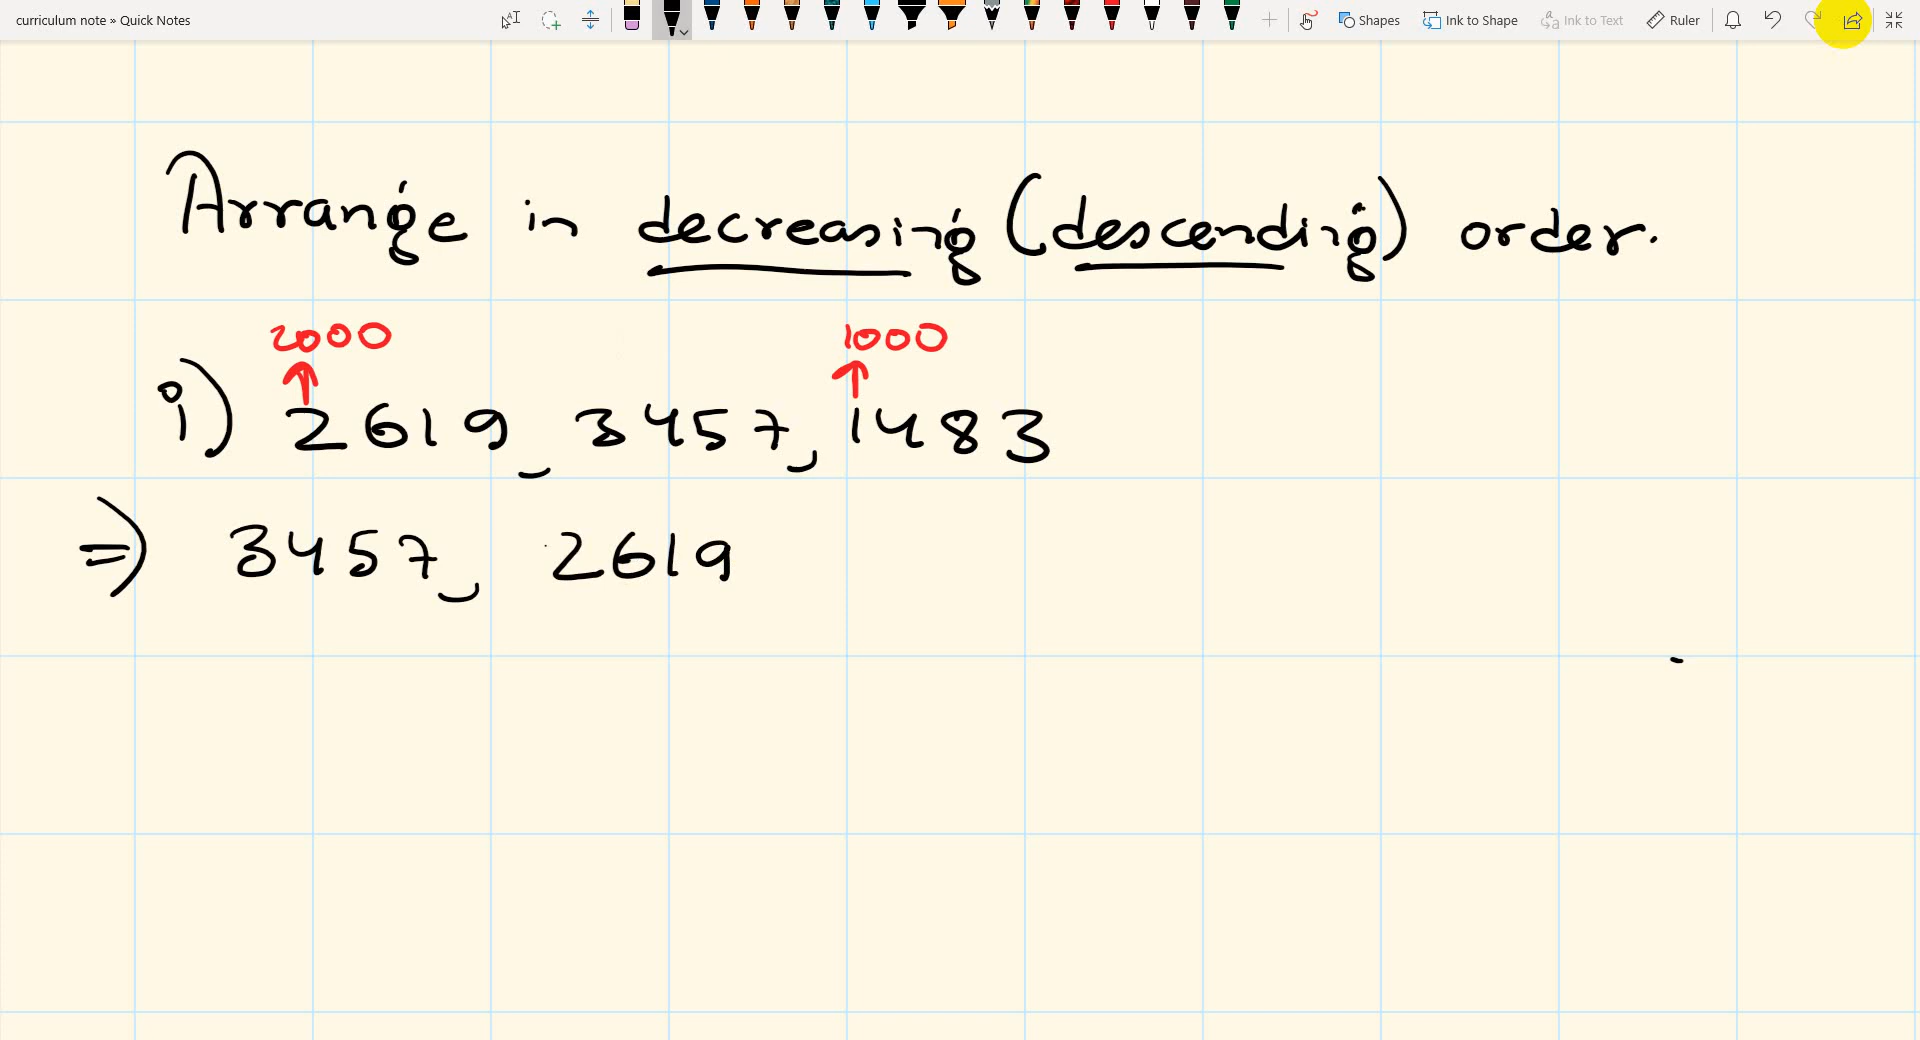 curriculum note » Quick Notes
Shapes Ink to Shape Ink to Text Ruler
Arrange in decreasing (descending) order.
2000 1000
i) 2619, 3457, 1483
⇒) 3457, 2619